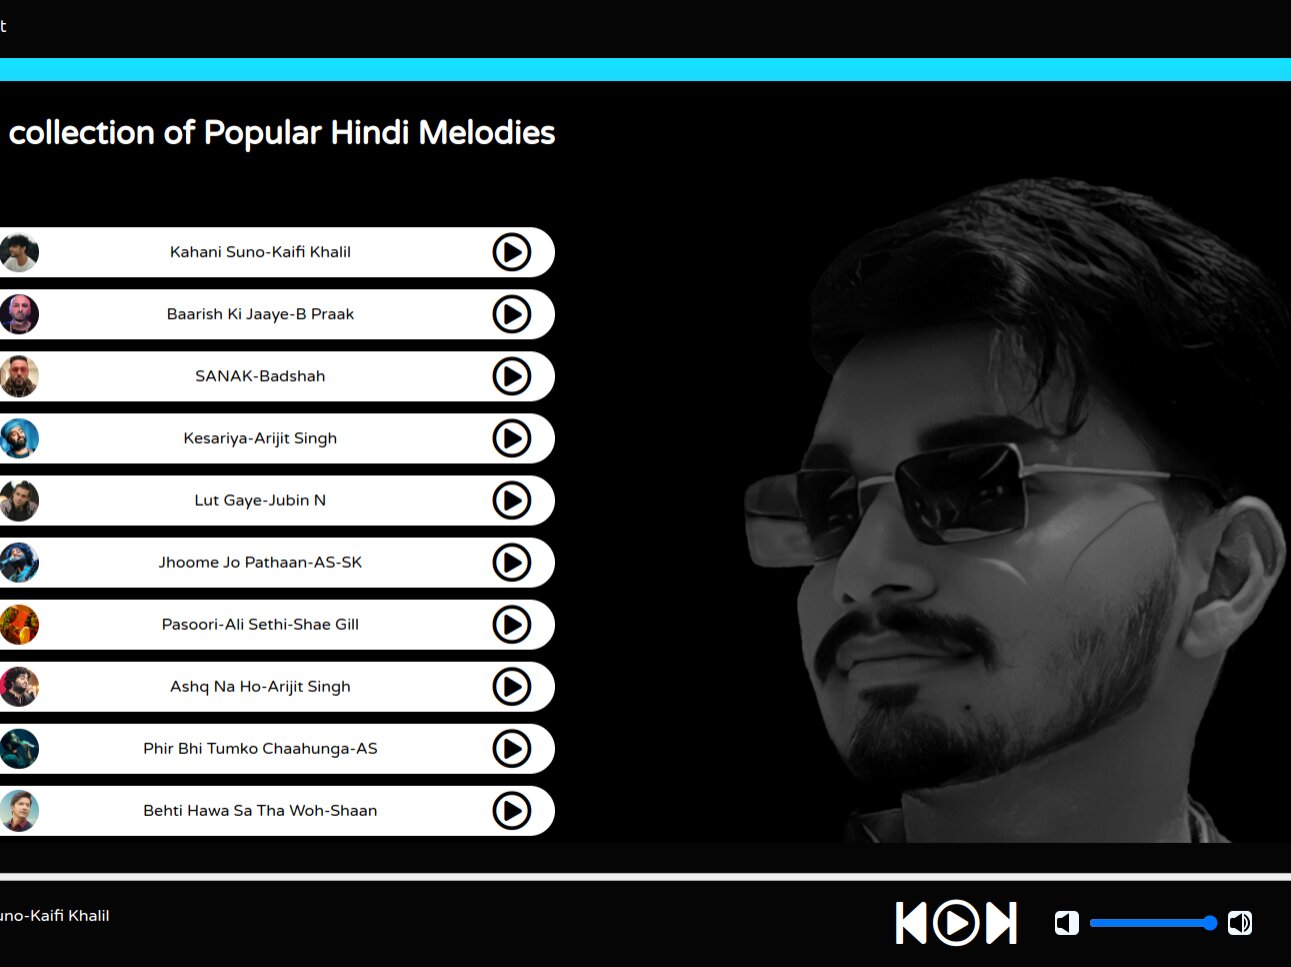 t
collection of Popular Hindi Melodies
Kahani Suno-Kaifi Khalil
Baarish Ki Jaaye-B Praak
SANAK-Badshah
Kesariya-Arijit Singh
Lut Gaye-Jubin N
Jhoome Jo Pathaan-AS-SK
Pasoori-Ali Sethi-Shae Gill
Ashq Na Ho-Arijit Singh
Phir Bhi Tumko Chaahunga-AS
Behti Hawa Sa Tha Woh-Shaan
uno-Kaifi Khalil